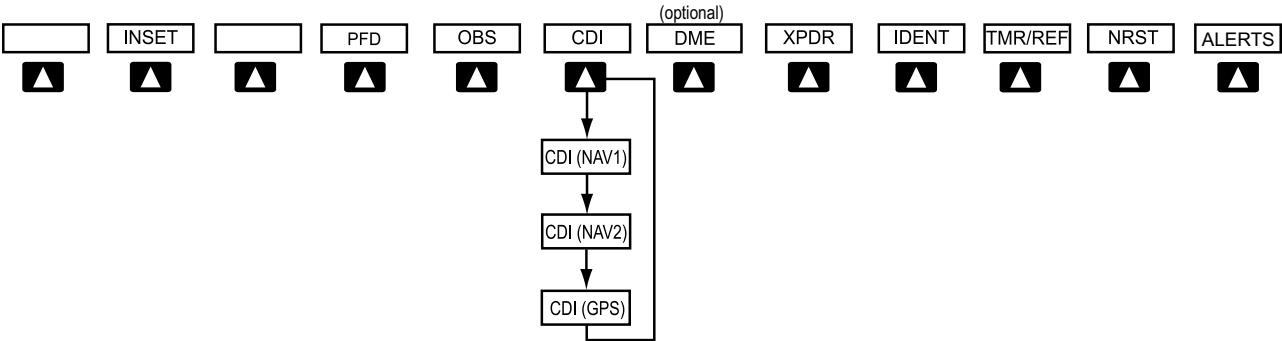 (optional)
INSET PFD OBS CDI DME XPDR IDENT TMR/REF NRST ALERTS
CDI (NAV1)
CDI (NAV2)
CDI (GPS)